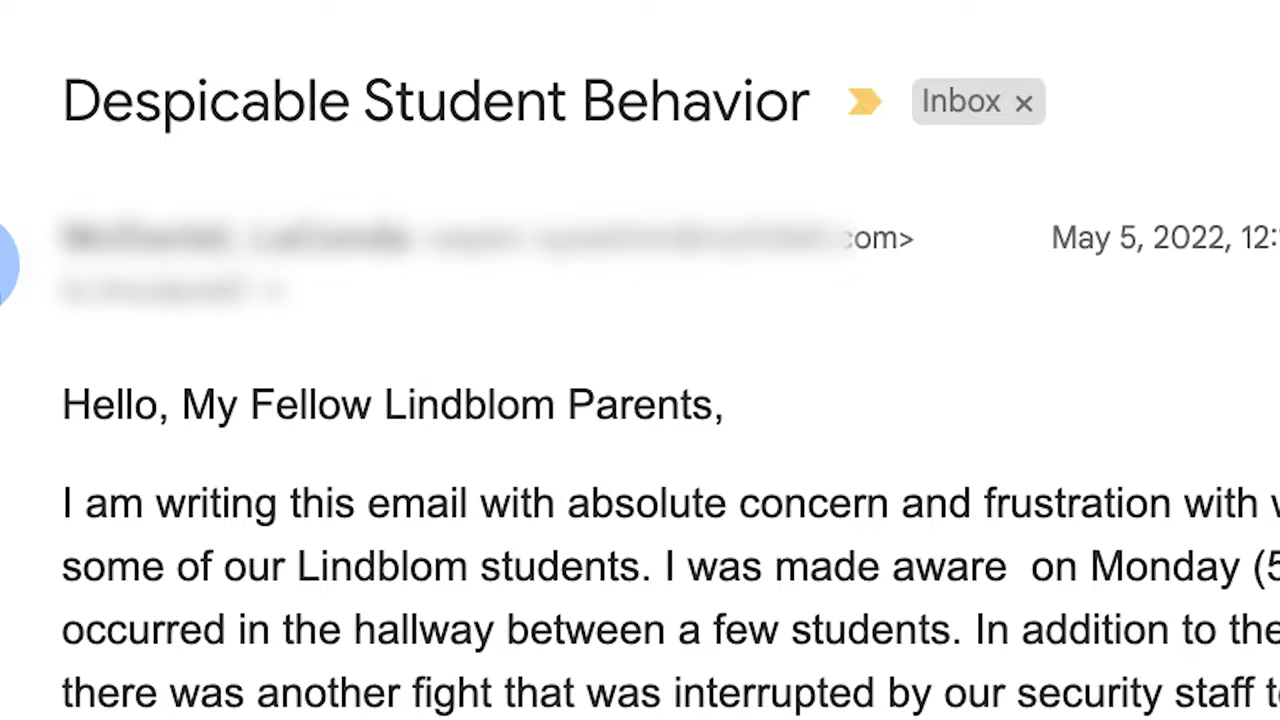 Despicable Student Behavior Inbox ×
com> May 5, 2022, 12:
Hello, My Fellow Lindblom Parents,
I am writing this email with absolute concern and frustration with
some of our Lindblom students. I was made aware on Monday (5
occurred in the hallway between a few students. In addition to the
there was another fight that was interrupted by our security staff